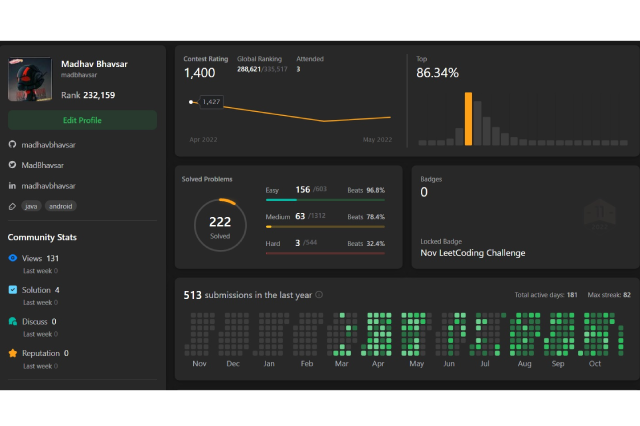 Madhav Bhavsar
madhavbhavsar
Rank 232,159
Edit Profile
madhavbhavsar
MadBhavsar
madhavbhavsar
java android
Community Stats
Views 131
Last week 0
Solution 4
Last week 0
Discuss 0
Last week 0
Reputation 0
Last week 0
Contest Rating Global Ranking Attended
1,400 288,621/335,517 3
1,427
Apr 2022 May 2022
Top
86.34%
Solved Problems
222
Solved
Easy 156 /603 Beats 96.8%
Medium 63 /1312 Beats 78.4%
Hard 3 /544 Beats 32.4%
Badges
0
Locked Badge
Nov LeetCoding Challenge
513 submissions in the last year Total active days: 181 Max streak: 82
Nov Dec Jan Feb Mar Apr May Jun Jul Aug Sep Oct